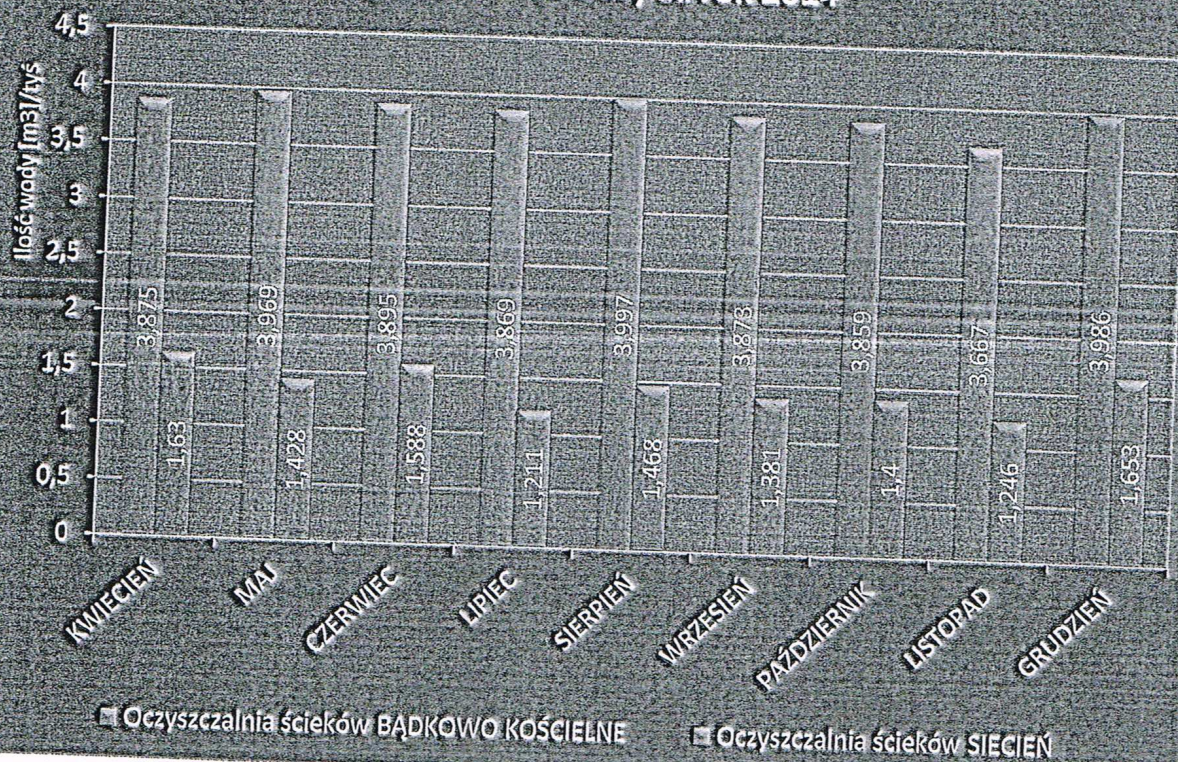 4,5
4
3,5
3
2,5
2
1,5
1
0,5
0
Ilość wody [m3]/tyś
3,875
1,63
3,969
1,428
3,895
1,588
3,869
1,211
3,997
1,468
3,873
1,381
3,859
1,4
3,667
1,246
3,986
1,653
KWIECIEŃ
MAJ
CZERWIEC
LIPIEC
SIERPIEŃ
WRZESIEŃ
PAŹDZIERNIK
LISTOPAD
GRUDZIEŃ
Oczyszczalnia ścieków BĄDKOWO KOŚCIELNE
Oczyszczalnia ścieków SIECIEŃ